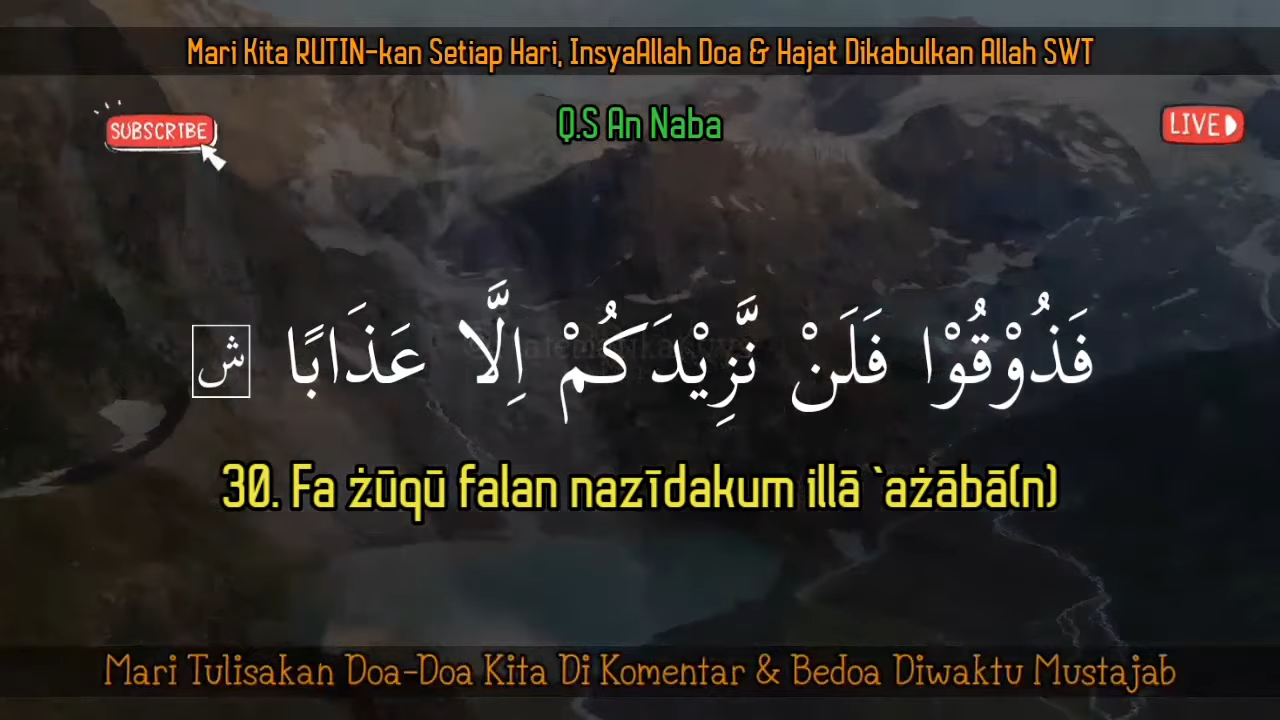 Mari Kita RUTIN-kan Setiap Hari, InsyaAllah Doa & Hajat Dikabulkan Allah SWT
SUBSCRIBE
Q.S An Naba
LIVE
فَذُوْقُوْا فَلَنْ نَّزِيْدَكُمْ اِلَّا عَذَابًا ࣖ
30. Fa żūqū falan nazīdakum illā `ażābā(n)
Mari Tulisakan Doa-Doa Kita Di Komentar & Bedoa Diwaktu Mustajab